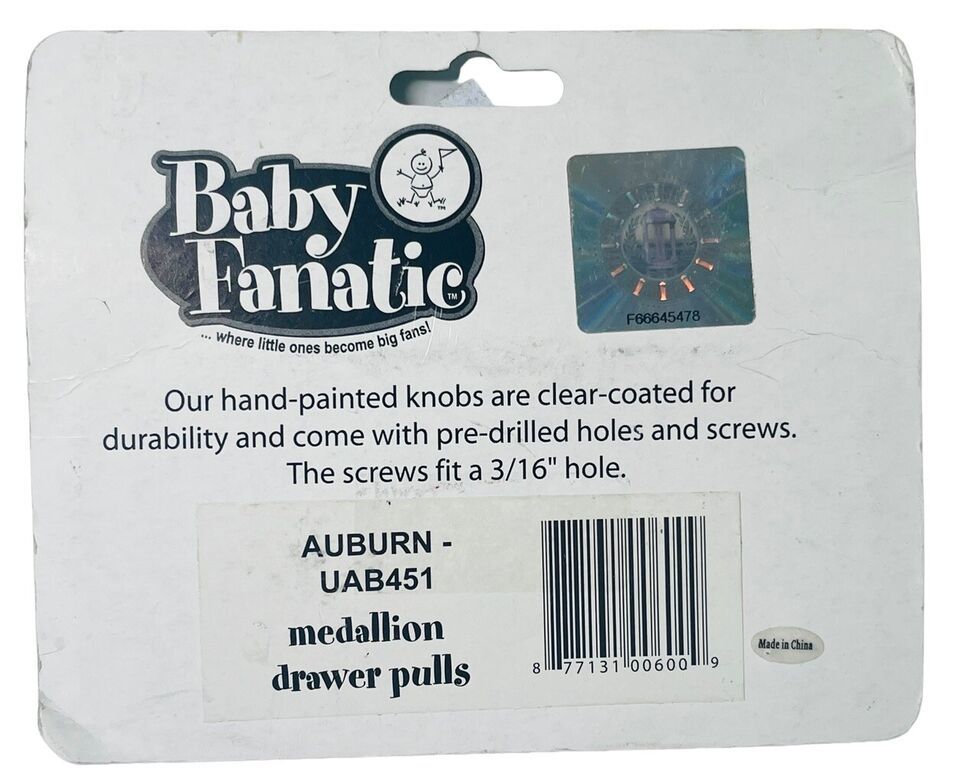 Baby
Fanatic™
... where little ones become big fans!
TM
F66645478
Our hand-painted knobs are clear-coated for
durability and come with pre-drilled holes and screws.
The screws fit a 3/16" hole.
AUBURN -
UAB451
medallion
drawer pulls
8 77131 00600 9
Made in China